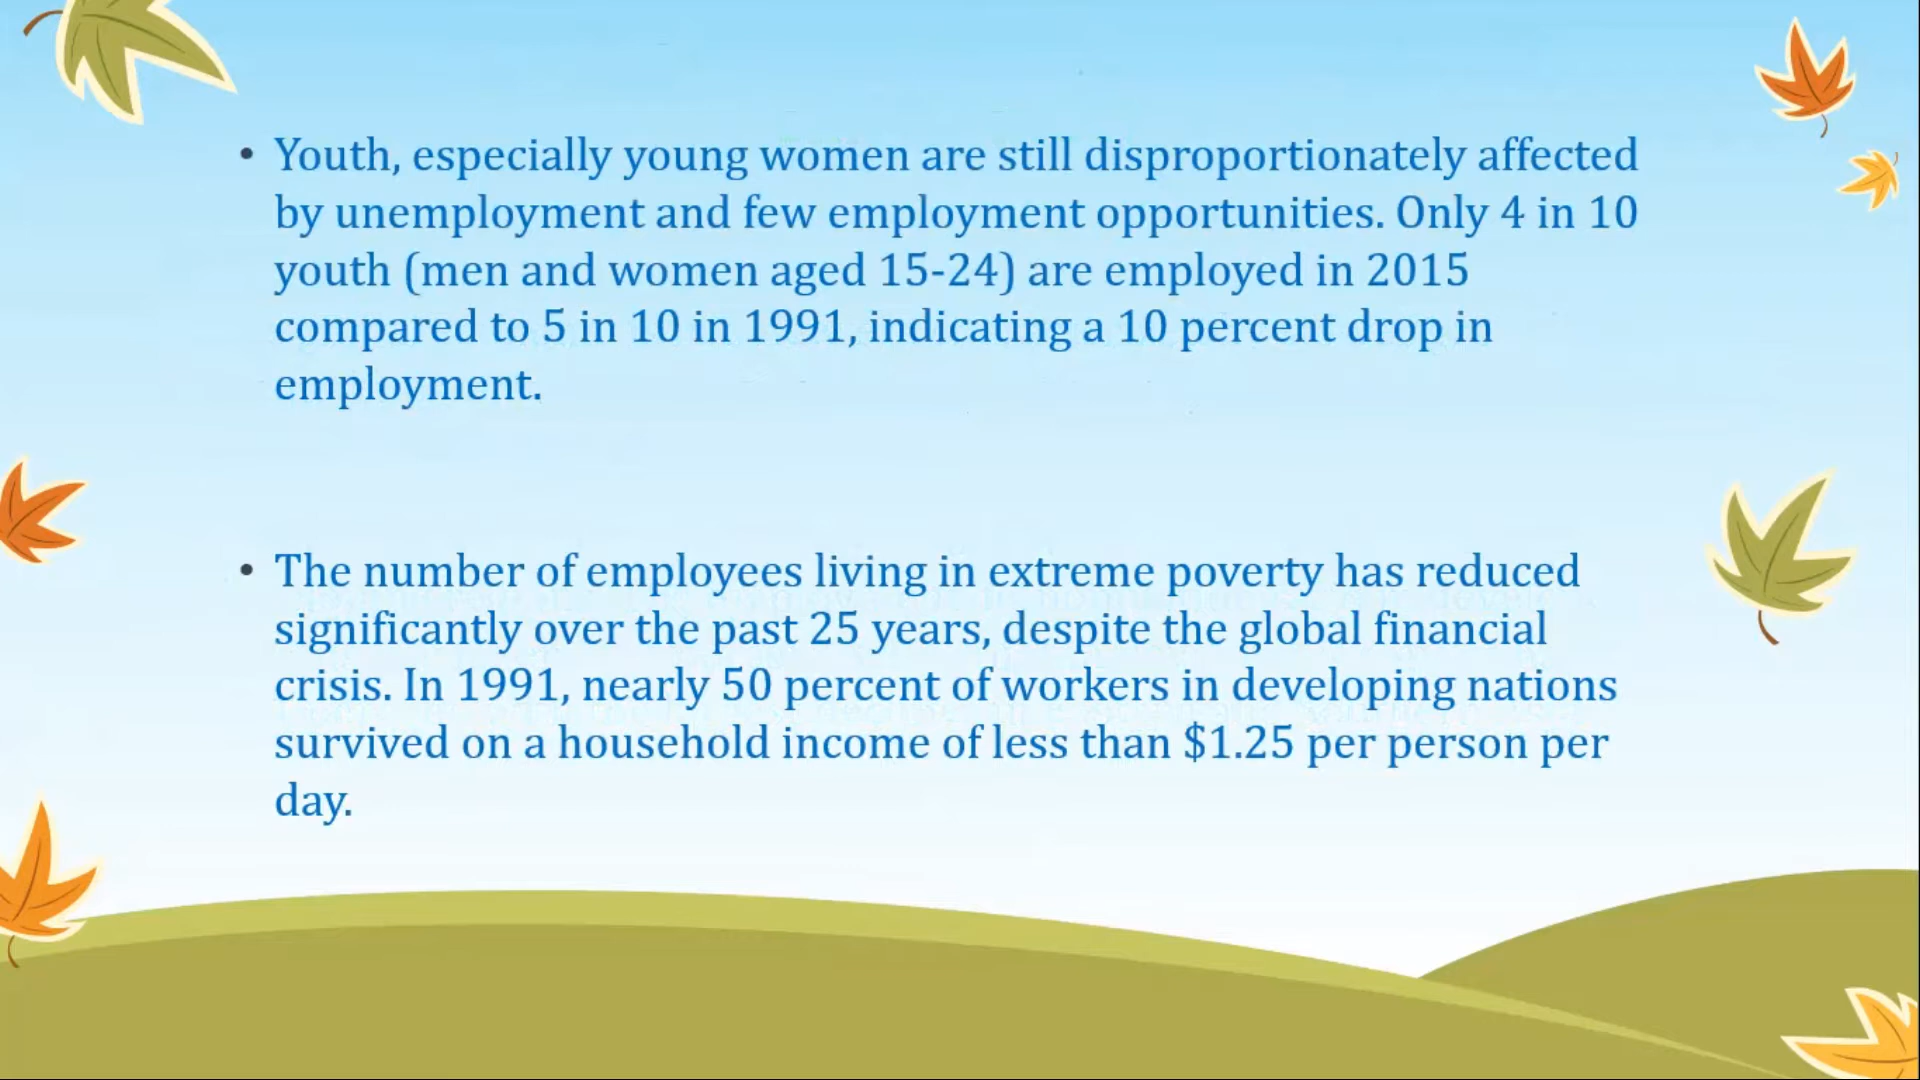 • Youth, especially young women are still disproportionately affected
by unemployment and few employment opportunities. Only 4 in 10
youth (men and women aged 15-24) are employed in 2015
compared to 5 in 10 in 1991, indicating a 10 percent drop in
employment.
• The number of employees living in extreme poverty has reduced
significantly over the past 25 years, despite the global financial
crisis. In 1991, nearly 50 percent of workers in developing nations
survived on a household income of less than $1.25 per person per
day.